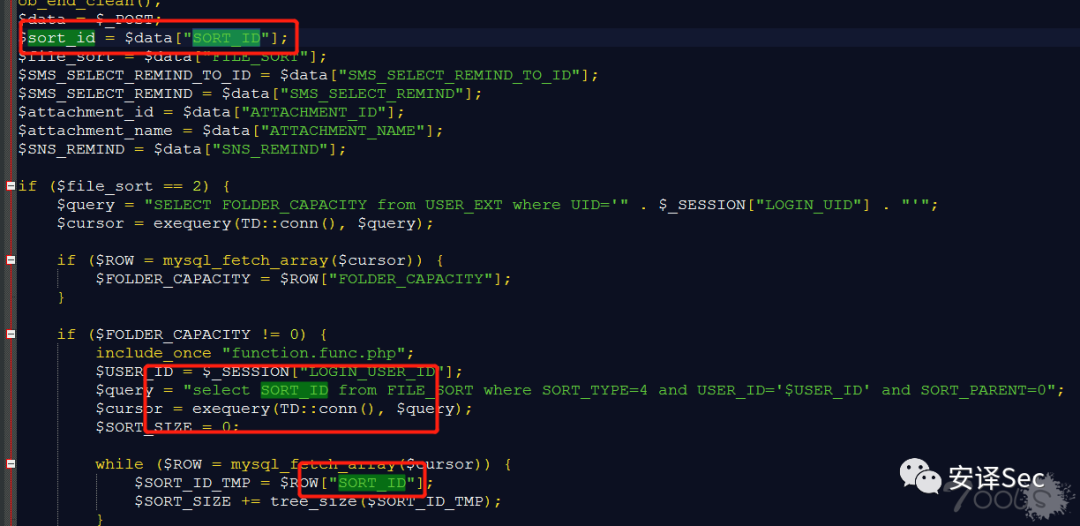 ob_end_clean();
$data = $_POST;
$sort_id = $data["SORT_ID"];
$file_sort = $data["FILE_SORT"];
$SMS_SELECT_REMIND_TO_ID = $data["SMS_SELECT_REMIND_TO_ID"];
$SMS_SELECT_REMIND = $data["SMS_SELECT_REMIND"];
$attachment_id = $data["ATTACHMENT_ID"];
$attachment_name = $data["ATTACHMENT_NAME"];
$SNS_REMIND = $data["SNS_REMIND"];
if ($file_sort == 2) {
$query = "SELECT FOLDER_CAPACITY from USER_EXT where UID='" . $_SESSION["LOGIN_UID"] . "'";
$cursor = exequery(TD::conn(), $query);
if ($ROW = mysql_fetch_array($cursor)) {
$FOLDER_CAPACITY = $ROW["FOLDER_CAPACITY"];
}
if ($FOLDER_CAPACITY != 0) {
include_once "function.func.php";
$USER_ID = $_SESSION["LOGIN_USER_ID"];
$query = "select SORT_ID from FILE_SORT where SORT_TYPE=4 and USER_ID='$USER_ID' and SORT_PARENT=0";
$cursor = exequery(TD::conn(), $query);
$SORT_SIZE = 0;
while ($ROW = mysql_fetch_array($cursor)) {
$SORT_ID_TMP = $ROW["SORT_ID"];
$SORT_SIZE += tree_size($SORT_ID_TMP);
}
安译Sec
Tools